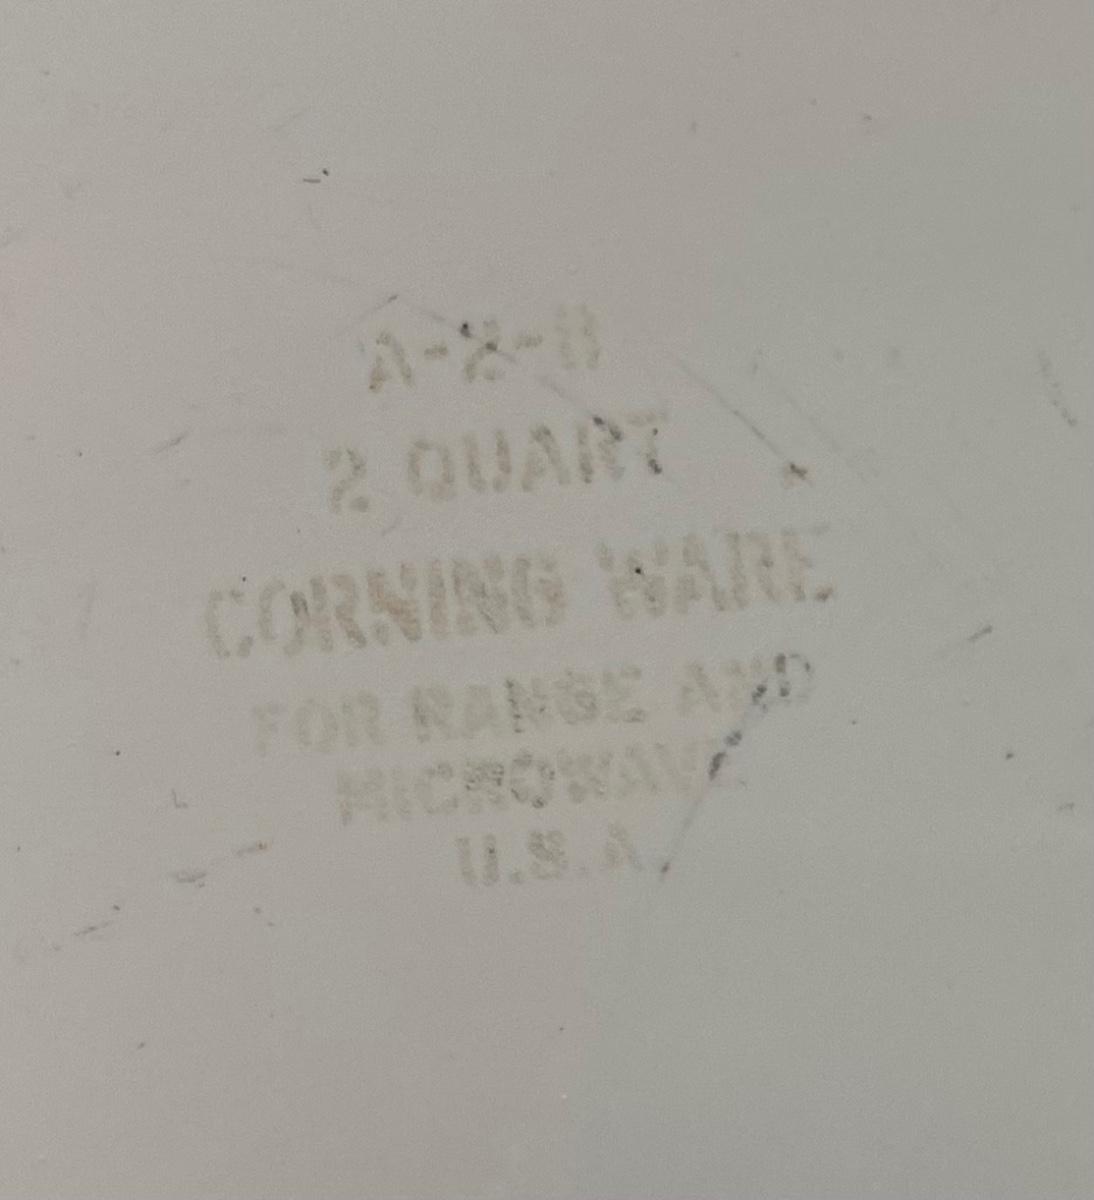 A-2-B
2 QUART
CORNING WARE
FOR RANGE AND
MICROWAVE
U.S.A